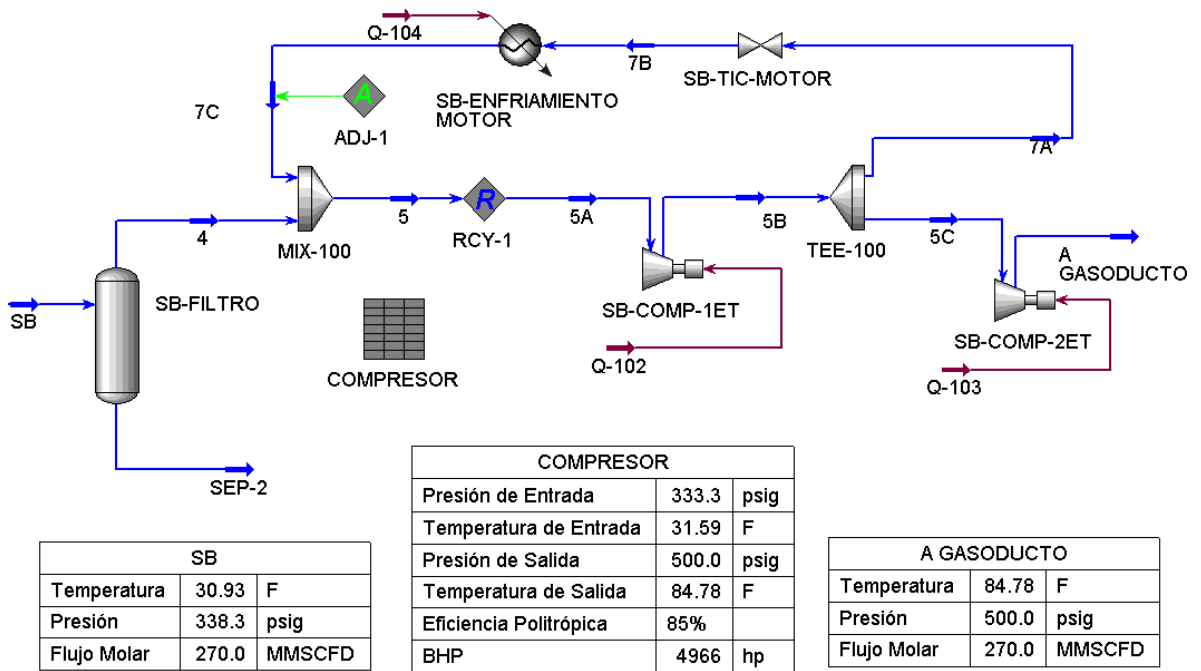 Q-104
7B
SB-TIC-MOTOR
SB-ENFRIAMIENTO
MOTOR
7C
A
ADJ-1
7A
4
MIX-100
5
R
RCY-1
5A
5B
TEE-100
5C
A
GASODUCTO
SB
SB-FILTRO
SB-COMP-1ET
SB-COMP-2ET
COMPRESOR
Q-102
Q-103
SEP-2
SB
Temperatura 30.93 F
Presión 338.3 psig
Flujo Molar 270.0 MMSCFD
COMPRESOR
Presión de Entrada 333.3 psig
Temperatura de Entrada 31.59 F
Presión de Salida 500.0 psig
Temperatura de Salida 84.78 F
Eficiencia Politrópica 85%
BHP 4966 hp
A GASODUCTO
Temperatura 84.78 F
Presión 500.0 psig
Flujo Molar 270.0 MMSCFD